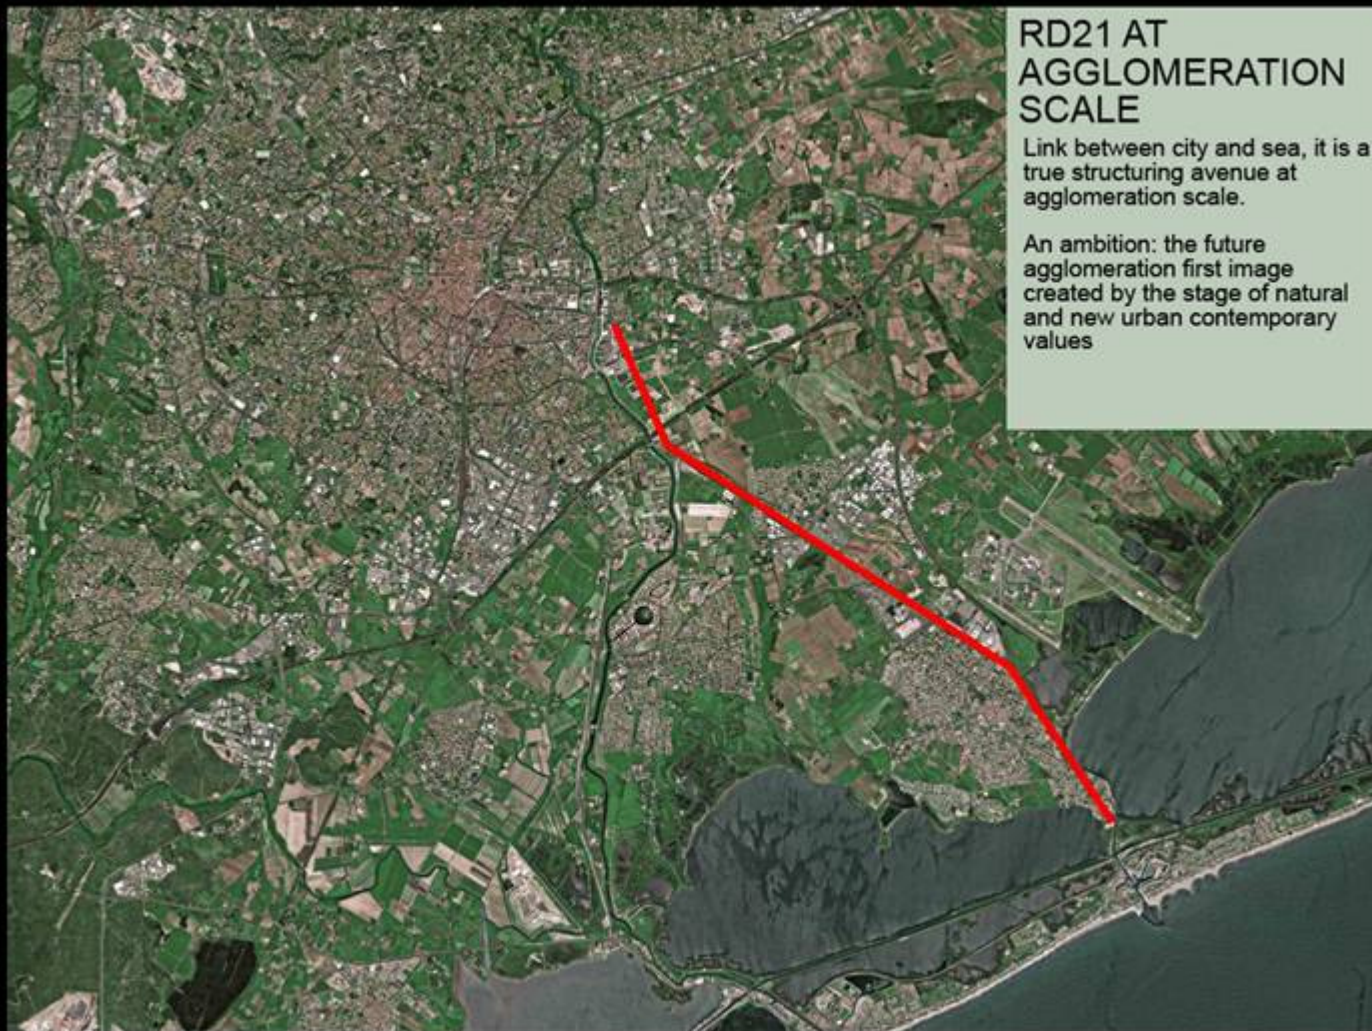 RD21 AT
AGGLOMERATION
SCALE
Link between city and sea, it is a
true structuring avenue at
agglomeration scale.
An ambition: the future
agglomeration first image
created by the stage of natural
and new urban contemporary
values